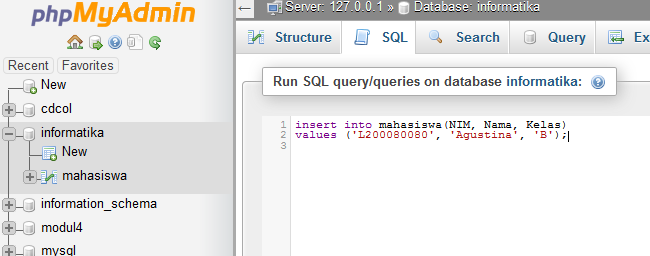 phpMyAdmin
Recent Favorites
New
cdcol
informatika
New
mahasiswa
information_schema
modul4
mysql
Server: 127.0.0.1 » Database: informatika
Structure SQL Search Query Ex
Run SQL query/queries on database informatika:
1 insert into mahasiswa(NIM, Nama, Kelas)
2 values ('L200080080', 'Agustina', 'B');
3